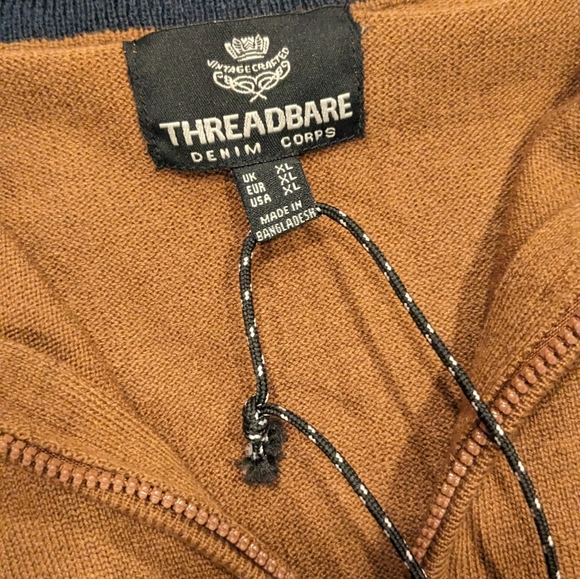 VINTAGE CRAFTED
THREADBARE
DENIM CORPS
UK XL
EUR XL
USA XL
MADE IN
BANGLADESH